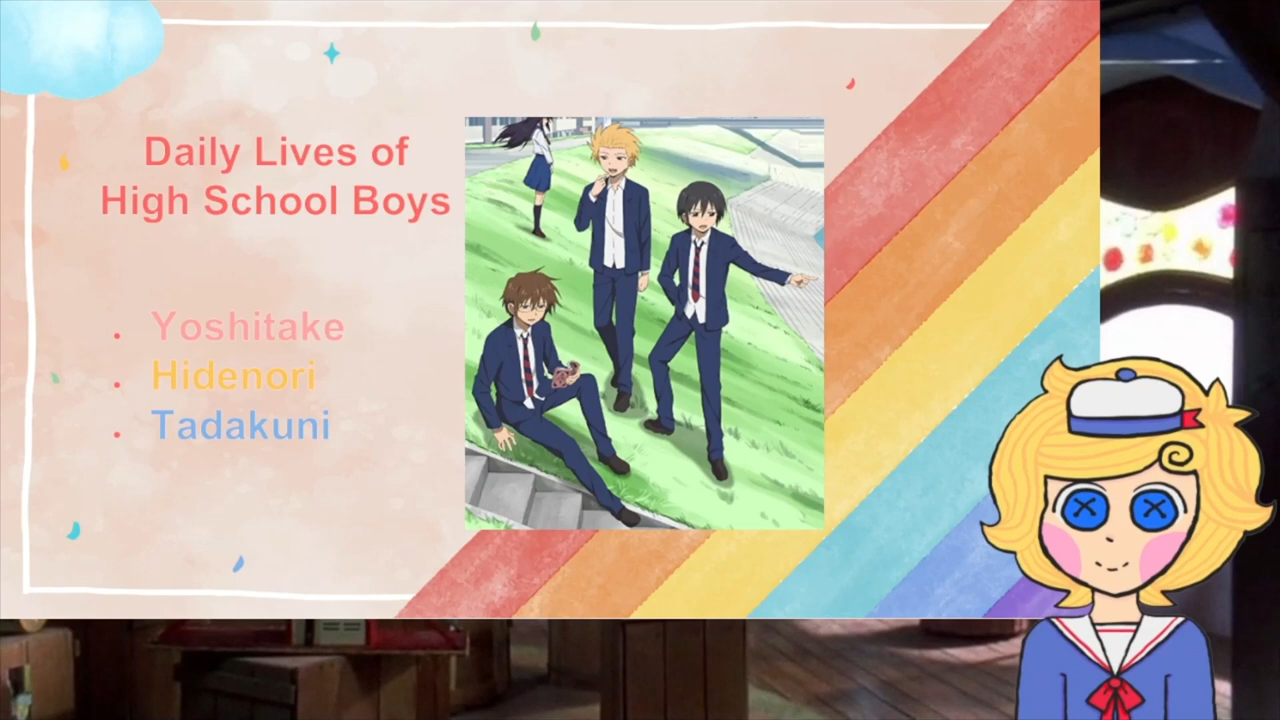 Daily Lives of
High School Boys
. Yoshitake
. Hidenori
. Tadakuni